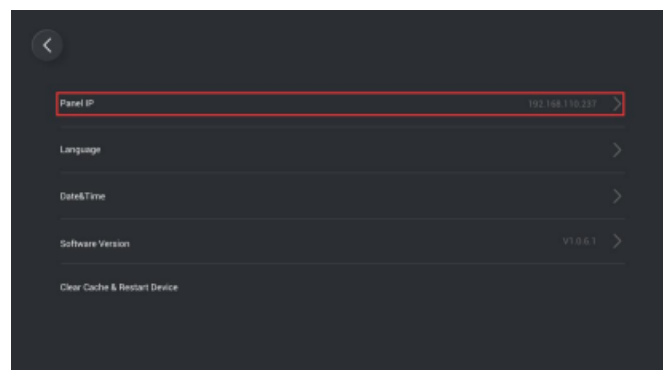 Panel IP 192.168.110.237
Language
Date&Time
Software Version V1.0.6.1
Clear Cache & Restart Device